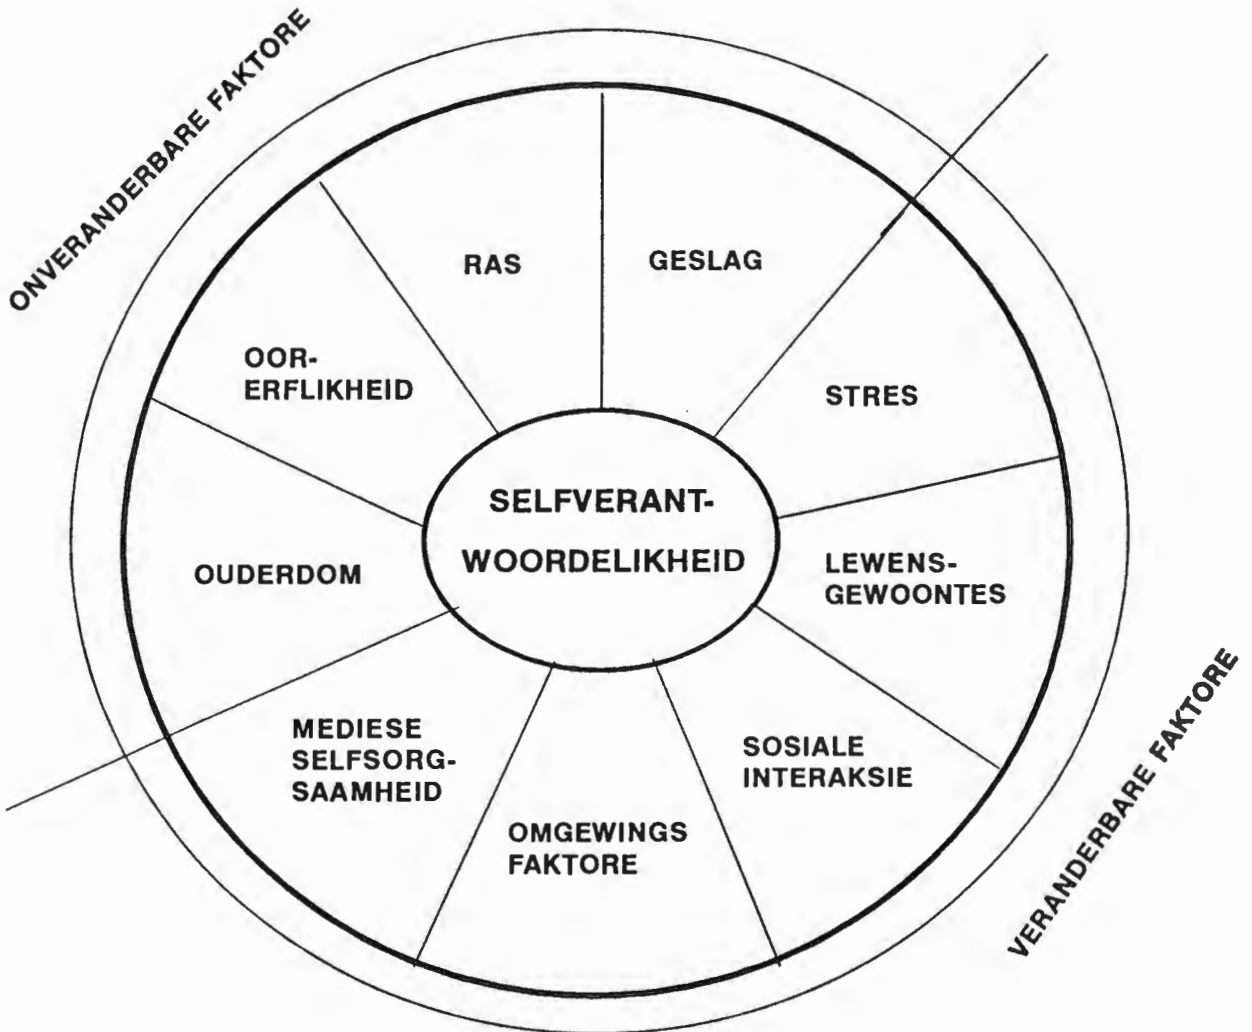 ONVERANDERBARE FAKTORE
RAS
GESLAG
OOR-
ERFLIKHEID
STRES
SELFVERANT-
WOORDELIKHEID
OUDERDOM
LEWENS-
GEWOONTES
MEDIESE
SELFSORG-
SAAMHEID
SOSIALE
INTERAKSIE
OMGEWINGS
FAKTORE
VERANDERBARE FAKTORE